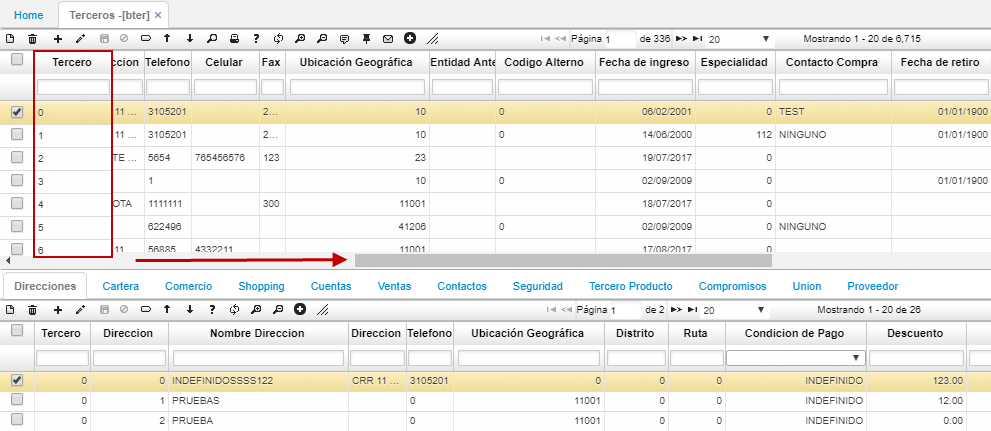 Home Terceros -[bter] ×
Página 1 de 336 20 Mostrando 1 - 20 de 6,715
Tercero ccion Telefono Celular Fax Ubicación Geográfica Entidad Ante Codigo Alterno Fecha de ingreso Especialidad Contacto Compra Fecha de retiro
0 11 ... 3105201 2... 10 0 06/02/2001 0 TEST 01/01/1900
1 11 ... 3105201 2... 10 0 14/06/2000 112 NINGUNO 01/01/1900
2 TE ... 5654 765456576 123 23 19/07/2017 0
3 1 10 0 02/09/2009 0 01/01/1900
4 OTA 1111111 300 11001 18/07/2017 0
5 622496 41206 0 02/09/2009 0 NINGUNO
6 11 56885 4332211 11001 17/08/2017 0
Direcciones Cartera Comercio Shopping Cuentas Ventas Contactos Seguridad Tercero Producto Compromisos Union Proveedor
Página 1 de 2 20 Mostrando 1 - 20 de 26
Tercero Direccion Nombre Direccion Direccion Telefono Ubicación Geográfica Distrito Ruta Condicion de Pago Descuento
0 0 INDEFINIDOSSSS122 CRR 11 ... 3105201 0 0 0 INDEFINIDO 123.00
0 1 PRUEBAS 0 11001 0 0 INDEFINIDO 12.00
0 2 PRUEBA 0 11001 0 0 INDEFINIDO 0.00